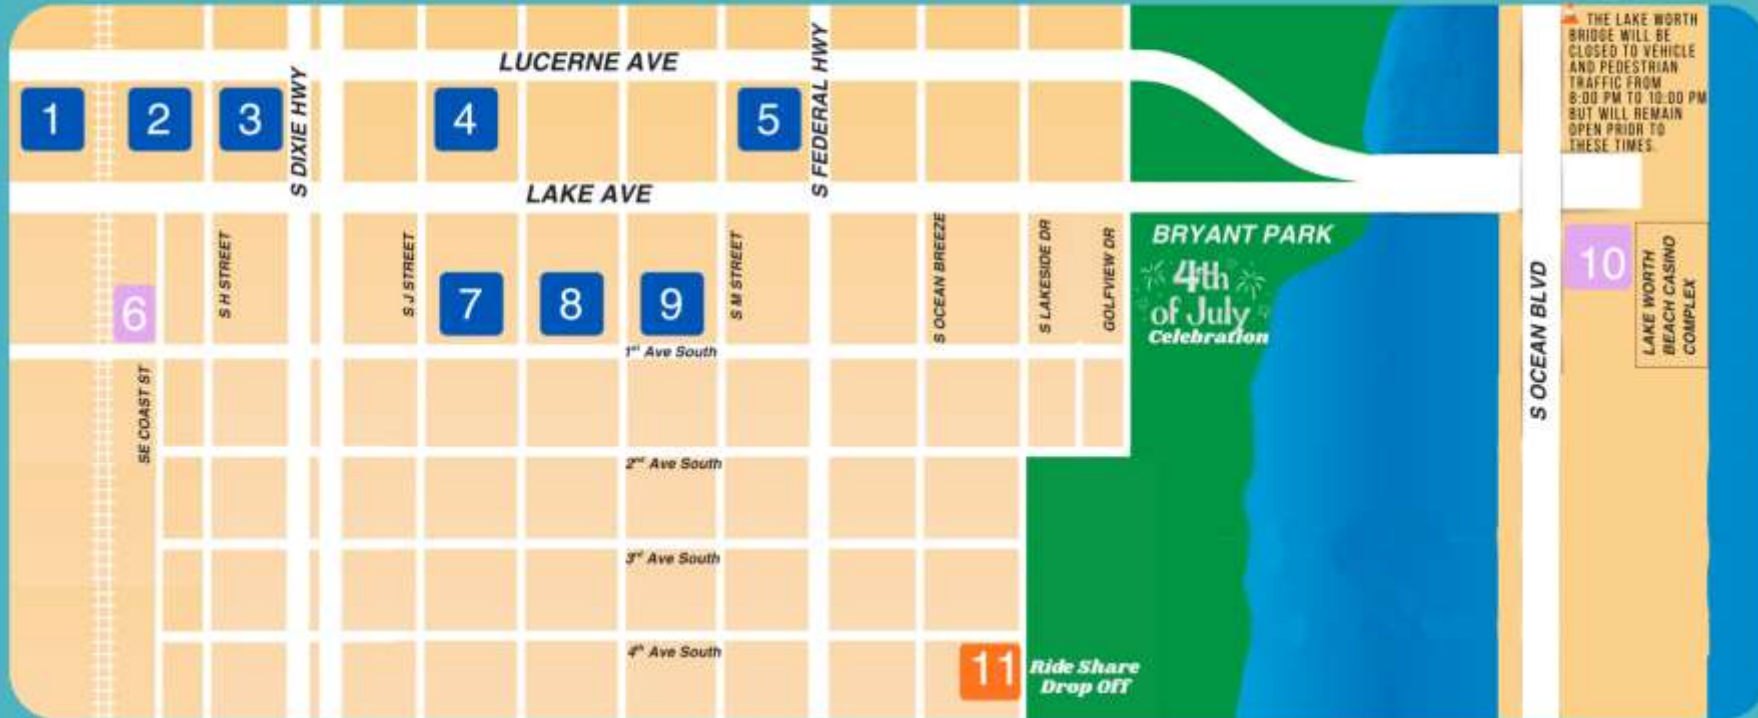 THE LAKE WORTH
BRIDGE WILL BE
CLOSED TO VEHICLE
AND PEDESTRIAN
TRAFFIC FROM
8:00 PM TO 10:00 PM
BUT WILL REMAIN
OPEN PRIOR TO
THESE TIMES.
LUCERNE AVE
1
2
3
S DIXIE HWY
4
5
S FEDERAL HWY
LAKE AVE
S H STREET
S J STREET
S M STREET
S OCEAN BREEZE
S LAKESIDE DR
GOLFVIEW DR
BRYANT PARK
4th
of July
Celebration
6
7
8
9
10
LAKE WORTH
BEACH CASINO
COMPLEX
S OCEAN BLVD
1st Ave South
SE COAST ST
2nd Ave South
3rd Ave South
4th Ave South
11
Ride Share
Drop Off